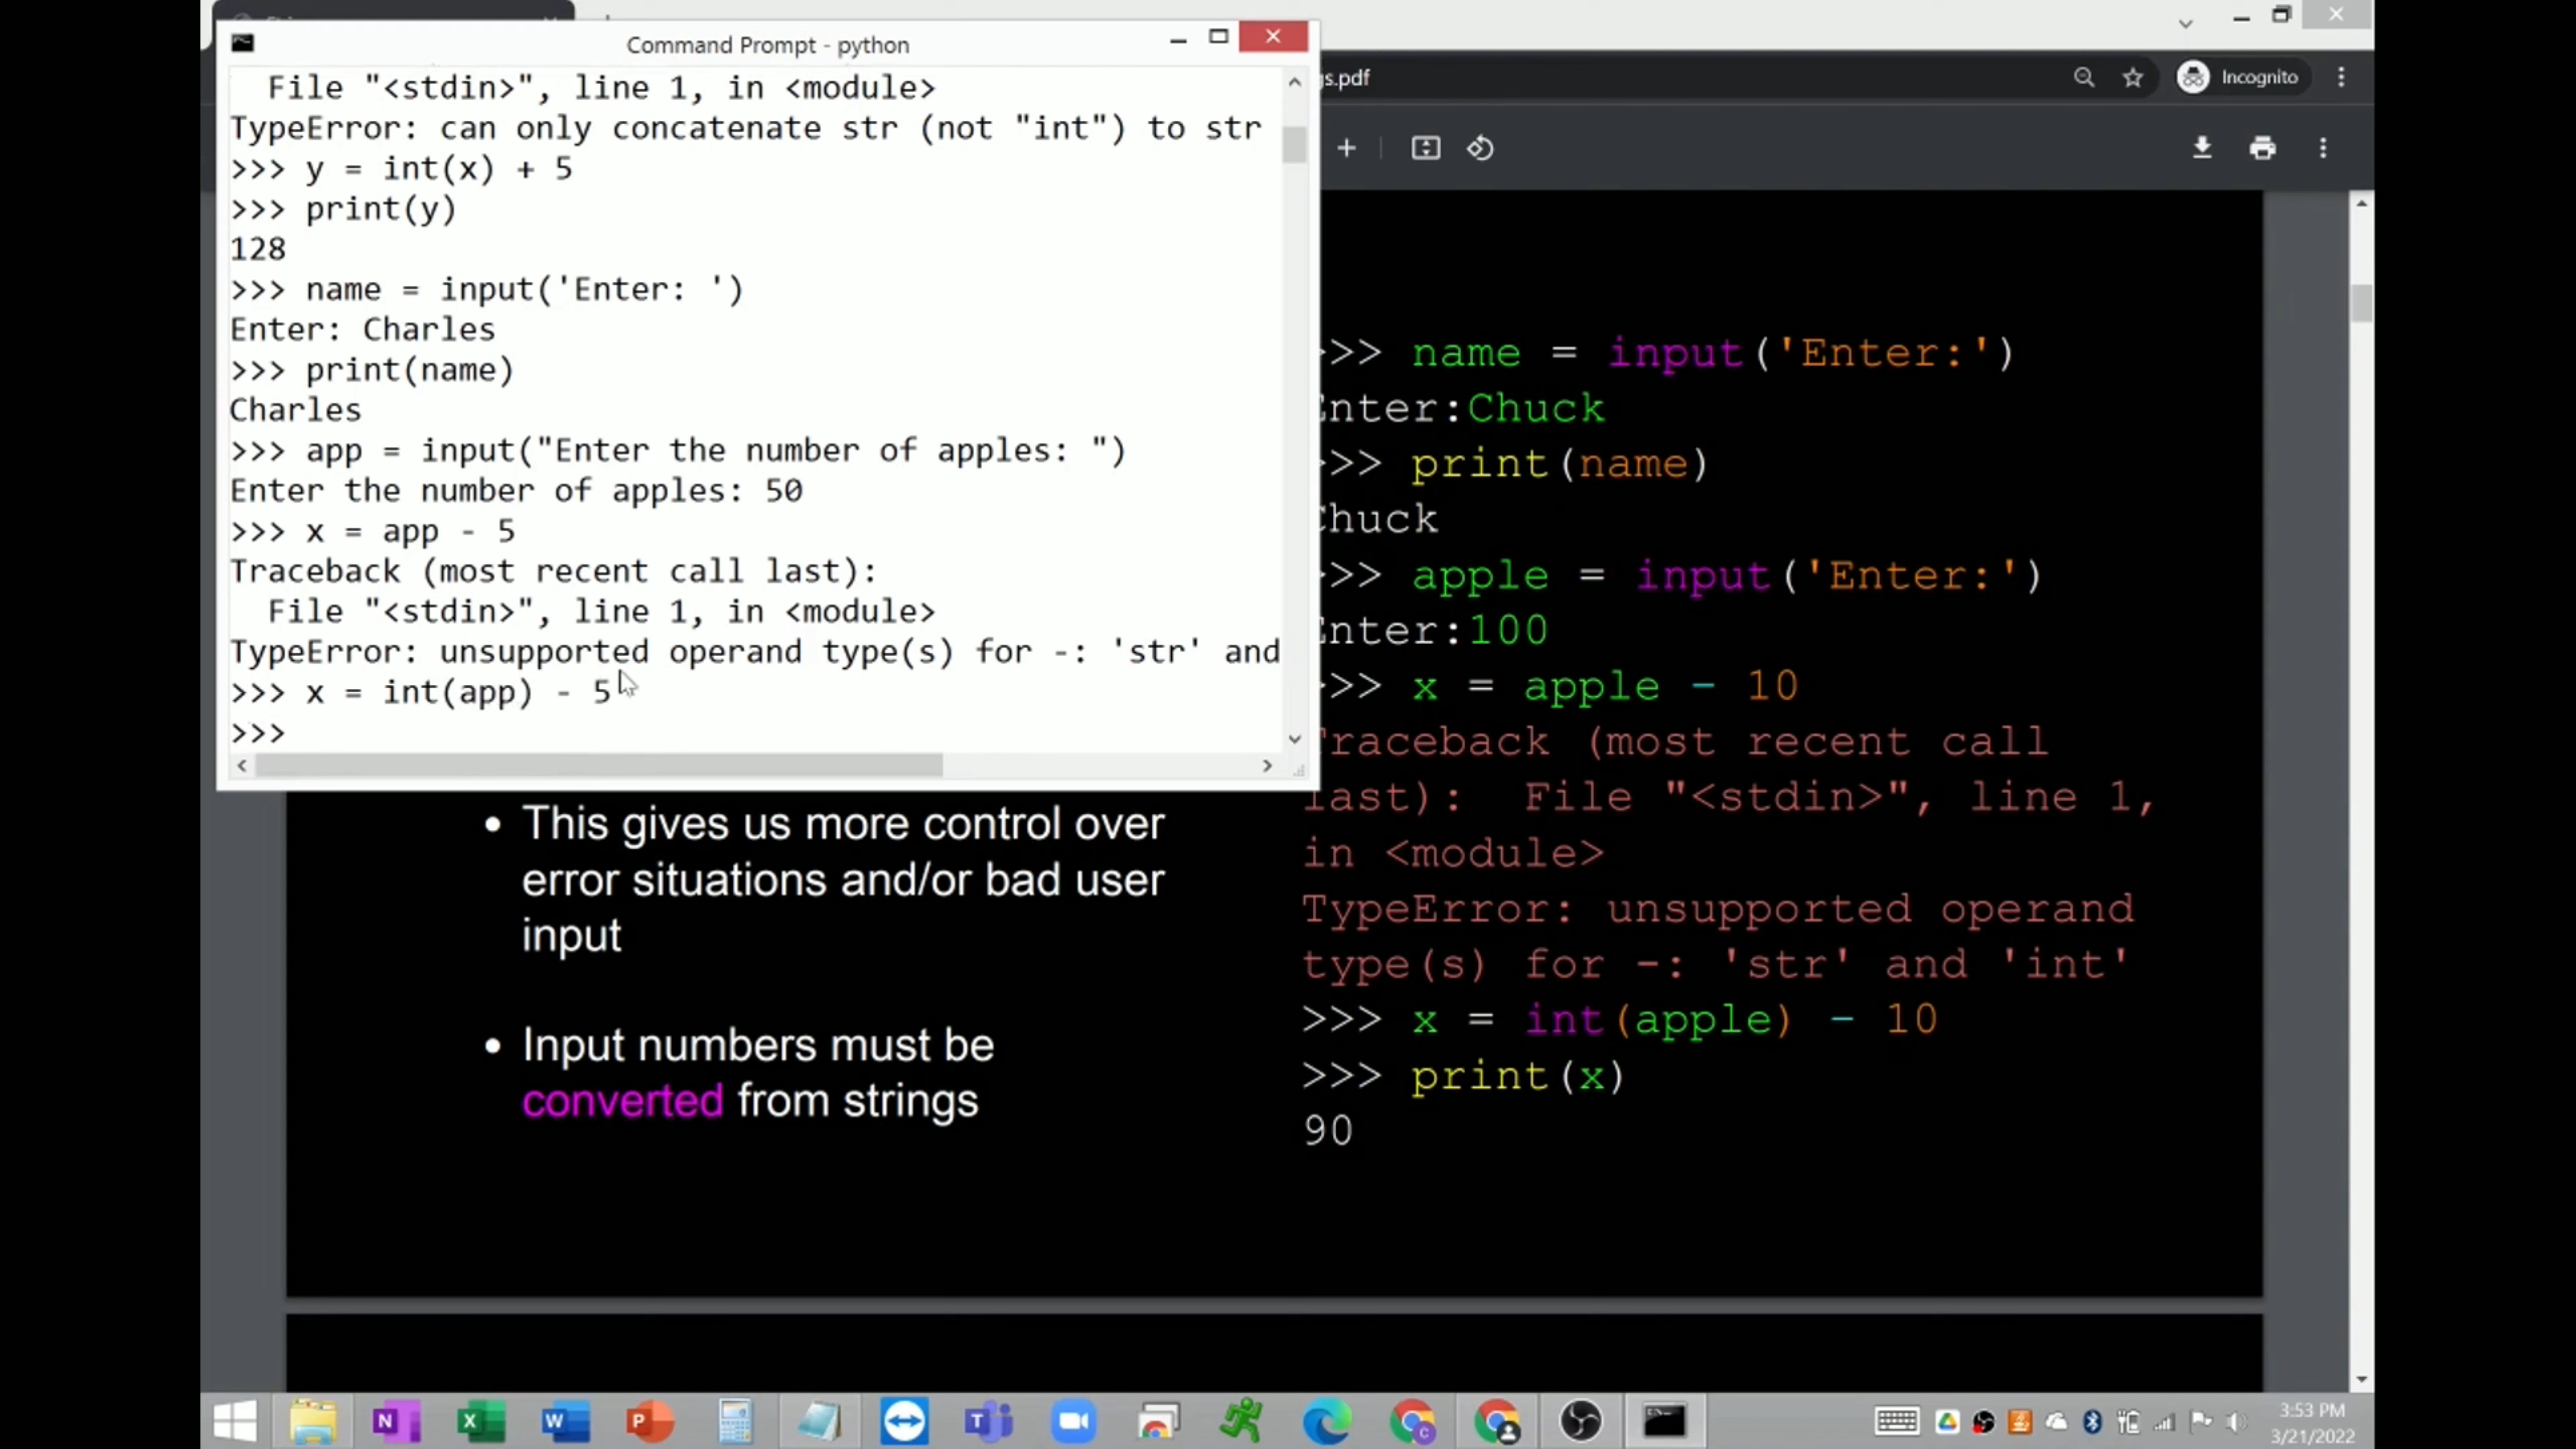 Command Prompt - python
File "<stdin>", line 1, in <module>
TypeError: can only concatenate str (not "int") to str
>>> y = int(x) + 5
>>> print(y)
128
>>> name = input('Enter: ')
Enter: Charles
>>> print(name)
Charles
>>> app = input("Enter the number of apples: ")
Enter the number of apples: 50
>>> x = app - 5
Traceback (most recent call last):
File "<stdin>", line 1, in <module>
TypeError: unsupported operand type(s) for -: 'str' and
>>> x = int(app) - 5
>>>
gs.pdf
Incognito
>>> name = input('Enter:')
Enter:Chuck
>>> print(name)
Chuck
>>> apple = input('Enter:')
Enter:100
>>> x = apple - 10
Traceback (most recent call
last): File "<stdin>", line 1,
in <module>
TypeError: unsupported operand
type(s) for -: 'str' and 'int'
>>> x = int(apple) - 10
>>> print(x)
90
• This gives us more control over
error situations and/or bad user
input
• Input numbers must be
converted from strings
3:53 PM
3/21/2022